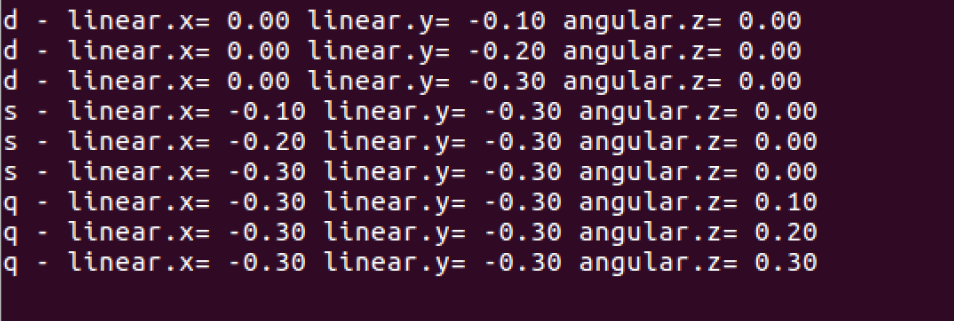 d - linear.x= 0.00 linear.y= -0.10 angular.z= 0.00
d - linear.x= 0.00 linear.y= -0.20 angular.z= 0.00
d - linear.x= 0.00 linear.y= -0.30 angular.z= 0.00
s - linear.x= -0.10 linear.y= -0.30 angular.z= 0.00
s - linear.x= -0.20 linear.y= -0.30 angular.z= 0.00
s - linear.x= -0.30 linear.y= -0.30 angular.z= 0.00
q - linear.x= -0.30 linear.y= -0.30 angular.z= 0.10
q - linear.x= -0.30 linear.y= -0.30 angular.z= 0.20
q - linear.x= -0.30 linear.y= -0.30 angular.z= 0.30